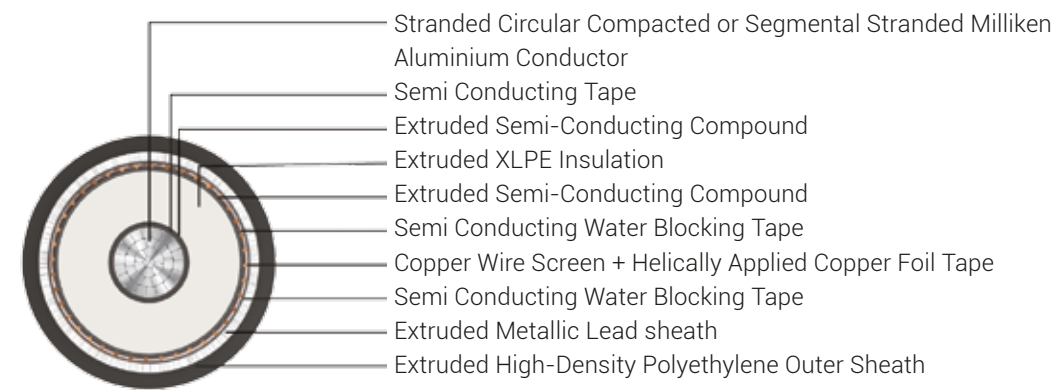 Stranded Circular Compacted or Segmental Stranded Milliken
Aluminium Conductor
Semi Conducting Tape
Extruded Semi-Conducting Compound
Extruded XLPE Insulation
Extruded Semi-Conducting Compound
Semi Conducting Water Blocking Tape
Copper Wire Screen + Helically Applied Copper Foil Tape
Semi Conducting Water Blocking Tape
Extruded Metallic Lead sheath
Extruded High-Density Polyethylene Outer Sheath